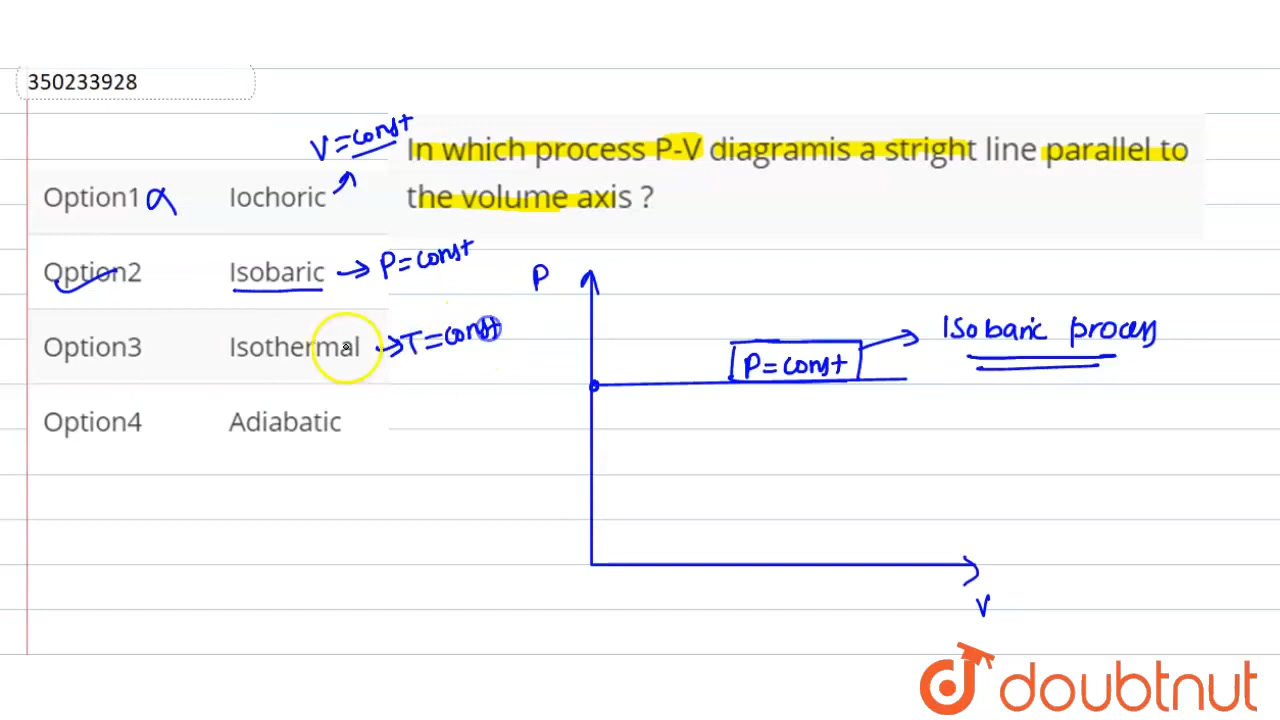 350233928
V = const
In which process P-V diagramis a stright line parallel to
the volume axis ?
Option1 Iochoric
Option2 Isobaric → P = const
Option3 Isothermal → T = const
Option4 Adiabatic
P
P = const
Isobaric process
V
doubtnut